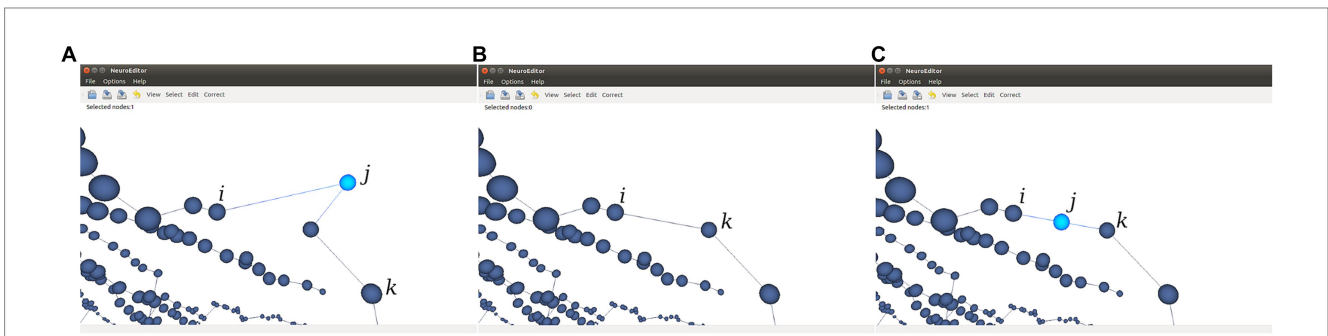 A
B
C
NeuroEditor
File Options Help
View Select Edit Correct
Selected nodes:1
i
j
k
NeuroEditor
File Options Help
View Select Edit Correct
Selected nodes:0
i
k
NeuroEditor
File Options Help
View Select Edit Correct
Selected nodes:1
i
j
k